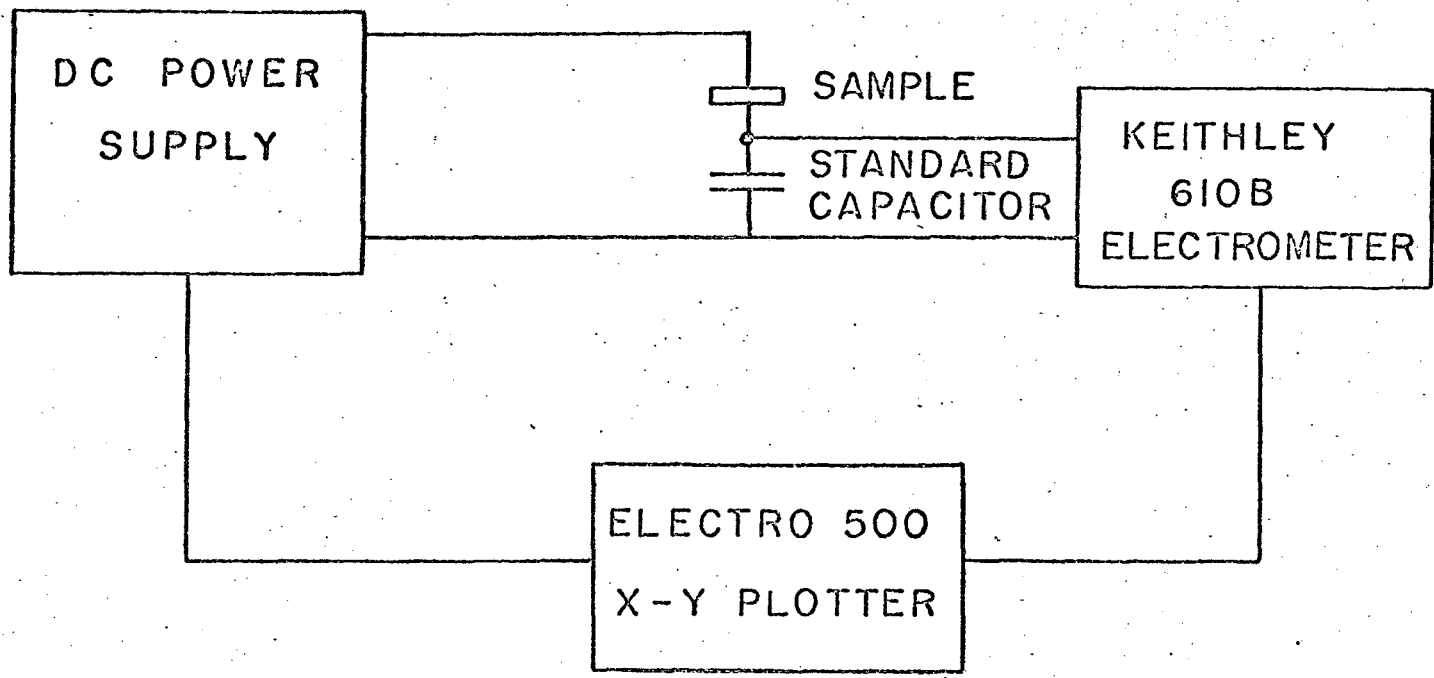 DC POWER
SUPPLY
SAMPLE
STANDARD
CAPACITOR
KEITHLEY
610B
ELECTROMETER
ELECTRO 500
X-Y PLOTTER